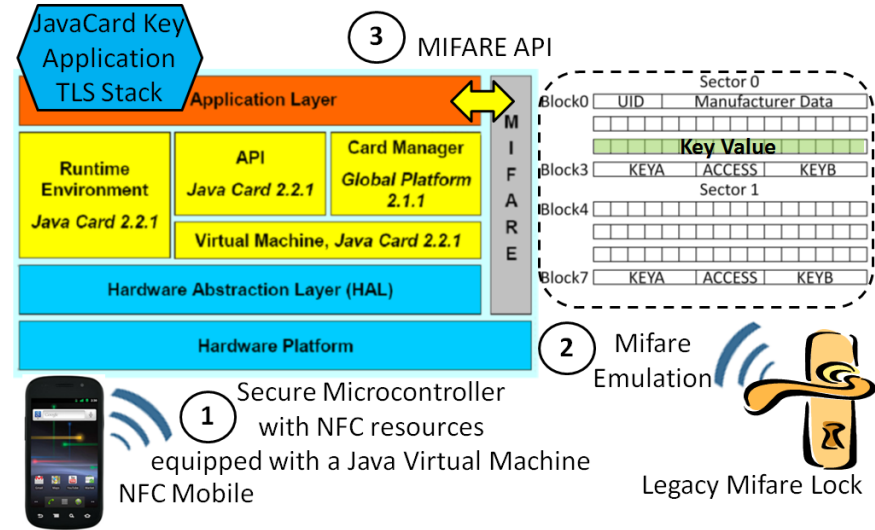 JavaCard Key
Application
TLS Stack
3
MIFARE API
Application Layer
M
I
F
A
R
E
Runtime
Environment
Java Card 2.2.1
API
Java Card 2.2.1
Card Manager
Global Platform
2.1.1
Virtual Machine, Java Card 2.2.1
Hardware Abstraction Layer (HAL)
Hardware Platform
Sector 0
Block0 UID Manufacturer Data
Key Value
Block3 KEYA ACCESS KEYB
Sector 1
Block4
Block7 KEYA ACCESS KEYB
2
Mifare
Emulation
1
Secure Microcontroller
with NFC resources
equipped with a Java Virtual Machine
NFC Mobile
Legacy Mifare Lock